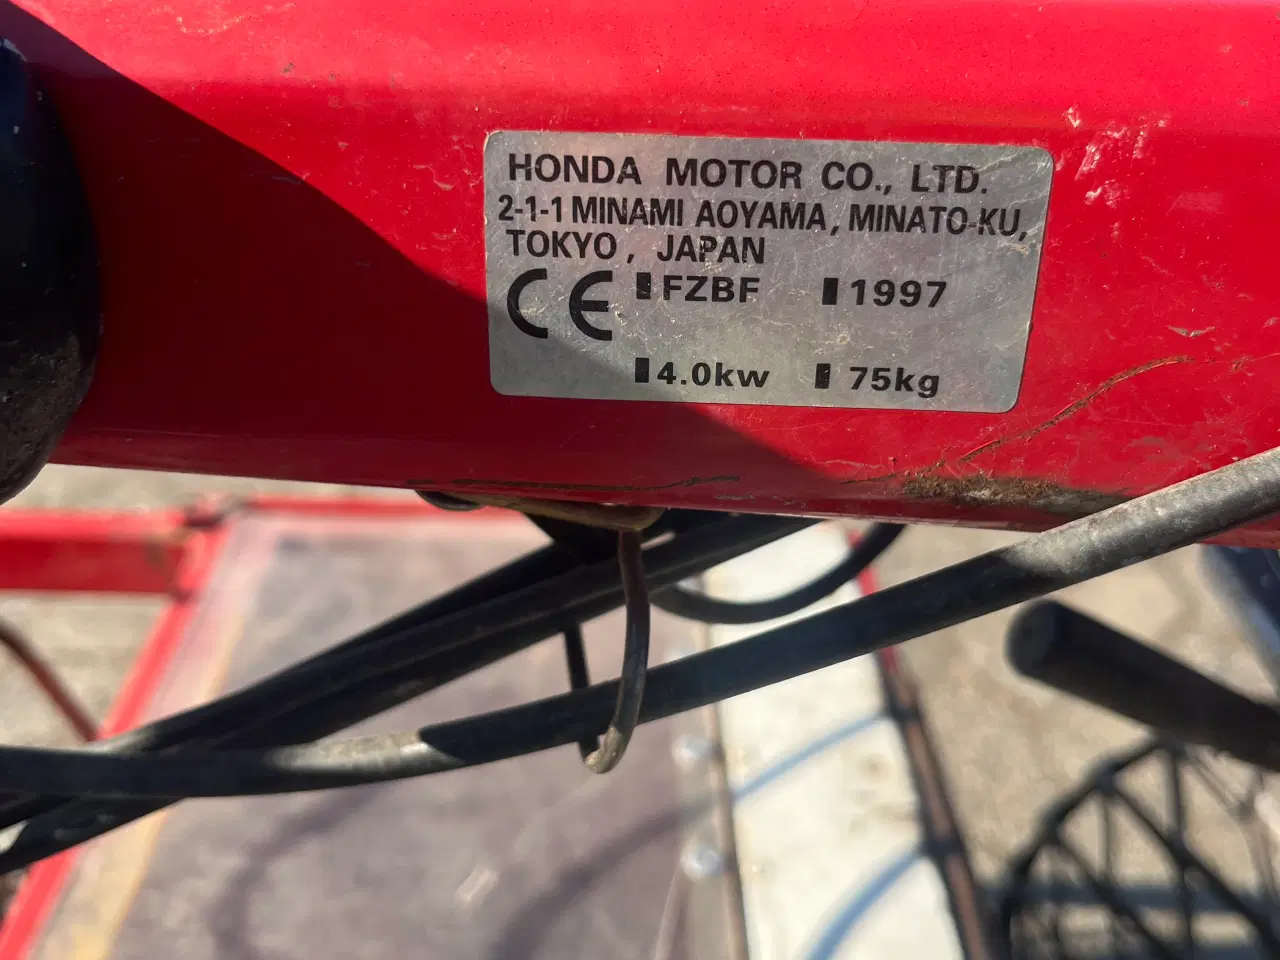 HONDA MOTOR CO., LTD.
2-1-1 MINAMI AOYAMA, MINATO-KU,
TOKYO, JAPAN
CE FZBF 1997
4.0kw 75kg